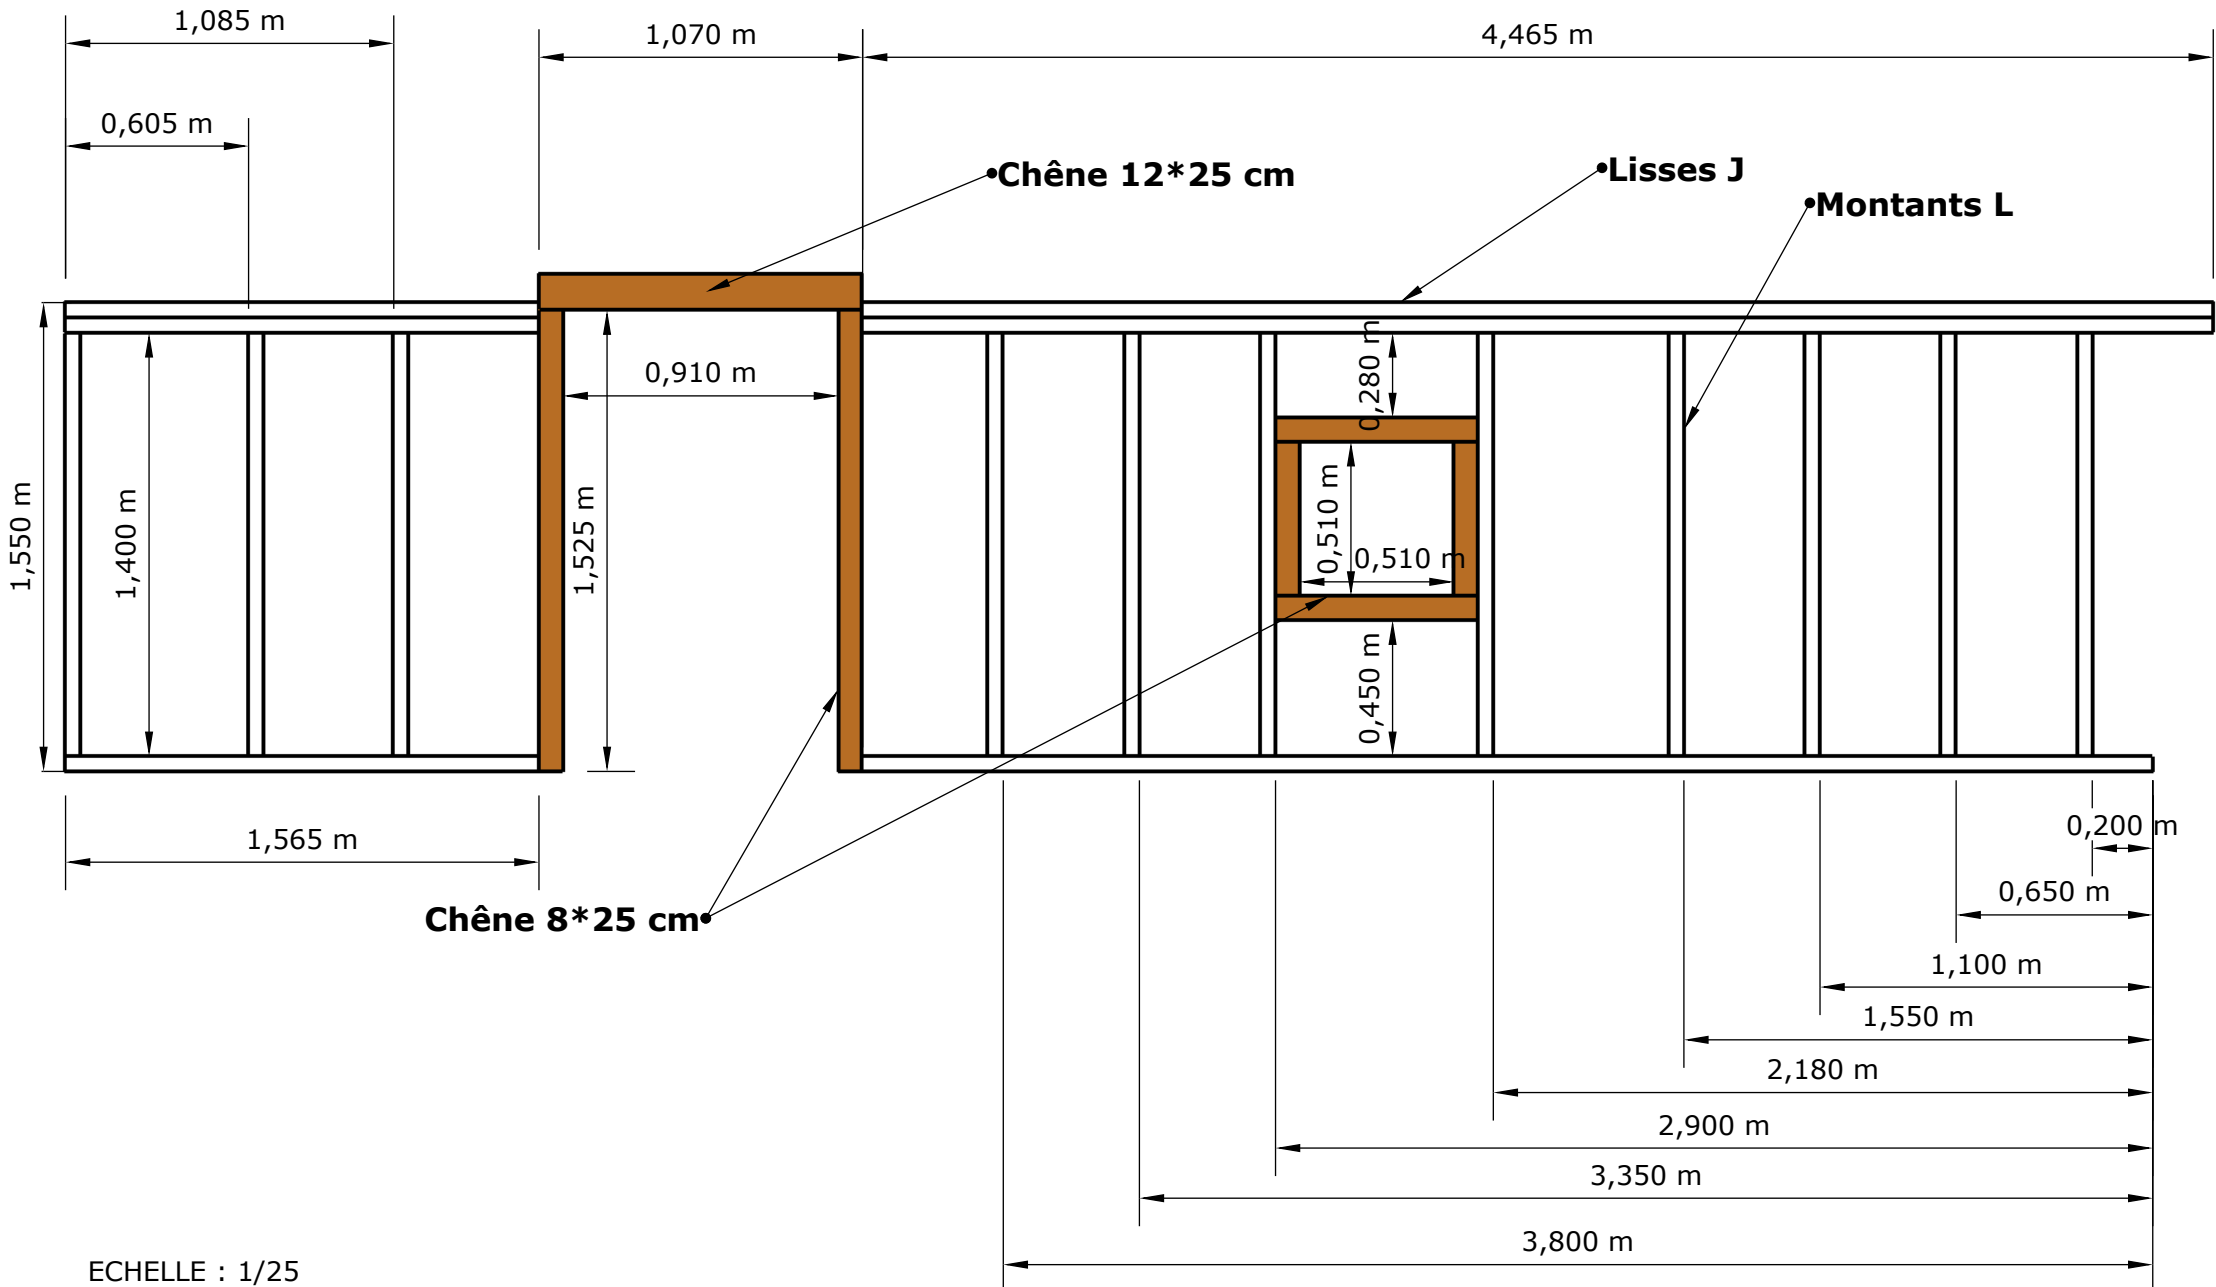 1,085 m
1,070 m
4,465 m
0,605 m
Chêne 12*25 cm
Lisses J
Montants L
0,280 m
0,910 m
1,550 m
1,400 m
1,525 m
0,510 m
0,510 m
0,450 m
1,565 m
0,200 m
0,650 m
Chêne 8*25 cm
1,100 m
1,550 m
2,180 m
2,900 m
3,350 m
3,800 m
ECHELLE : 1/25